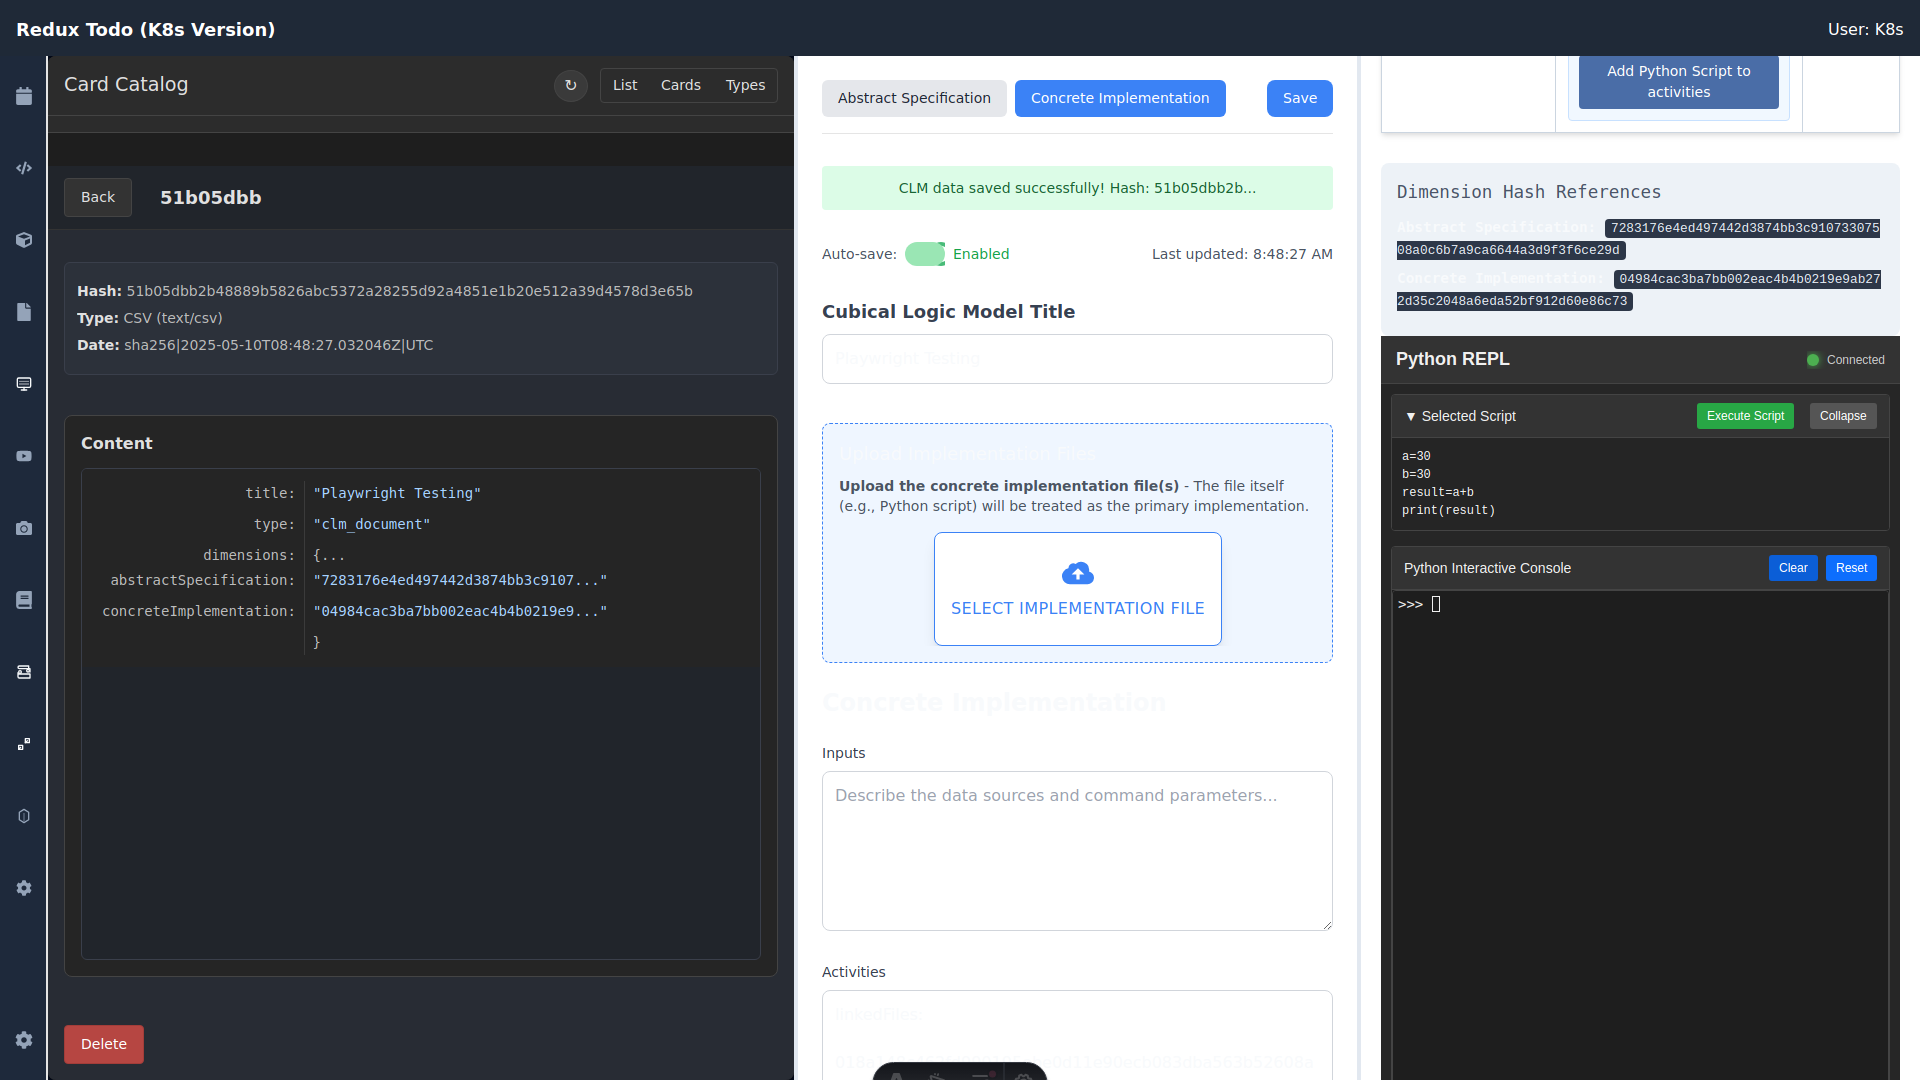 Redux Todo (K8s Version)
User: K8s
Card Catalog
↻
List
Cards
Types
Back
51b05dbb
Hash: 51b05dbb2b48889b5826abc5372a28255d92a4851e1b20e512a39d4578d3e65b
Type: CSV (text/csv)
Date: sha256|2025-05-10T08:48:27.032046Z|UTC
Content
title: "Playwright Testing"
type: "clm_document"
dimensions: {...
abstractSpecification: "7283176e4ed497442d3874bb3c9107..."
concreteImplementation: "04984cac3ba7bb002eac4b4b0219e9..."
}
Delete
Abstract Specification
Concrete Implementation
Save
CLM data saved successfully! Hash: 51b05dbb2b...
Auto-save:
Enabled
Last updated: 8:48:27 AM
Cubical Logic Model Title
Playwright Testing
Upload Implementation Files
Upload the concrete implementation file(s) - The file itself
(e.g., Python script) will be treated as the primary implementation.
SELECT IMPLEMENTATION FILE
Concrete Implementation
Inputs
Describe the data sources and command parameters...
Activities
linkedFiles
Add Python Script to
activities
Dimension Hash References
Abstract Specification: 7283176e4ed497442d3874bb3c910733075
08a0c6b7a9ca6644a3d9f3f6ce29d
Concrete Implementation: 04984cac3ba7bb002eac4b4b0219e9ab27
2d35c2048a6eda52bf912d60e86c73
Python REPL
Connected
▼ Selected Script
Execute Script
Collapse
a=30
b=30
result=a+b
print(result)
Python Interactive Console
Clear
Reset
>>>